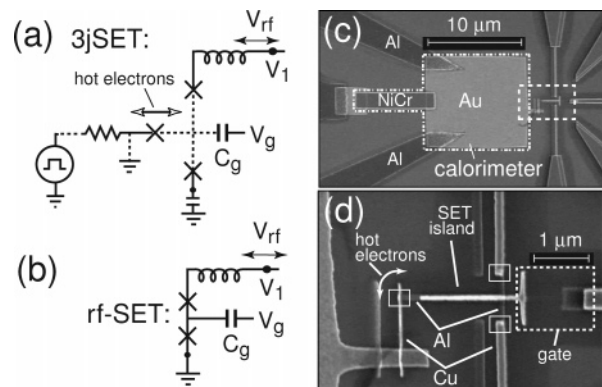 (a)
3jSET:
hot electrons
V_rf
V_1
V_g
C_g
(b)
rf-SET:
V_rf
V_1
V_g
C_g
(c)
10 μm
Al
NiCr
Au
Al
calorimeter
(d)
SET
island
1 μm
hot
electrons
Al
Cu
gate